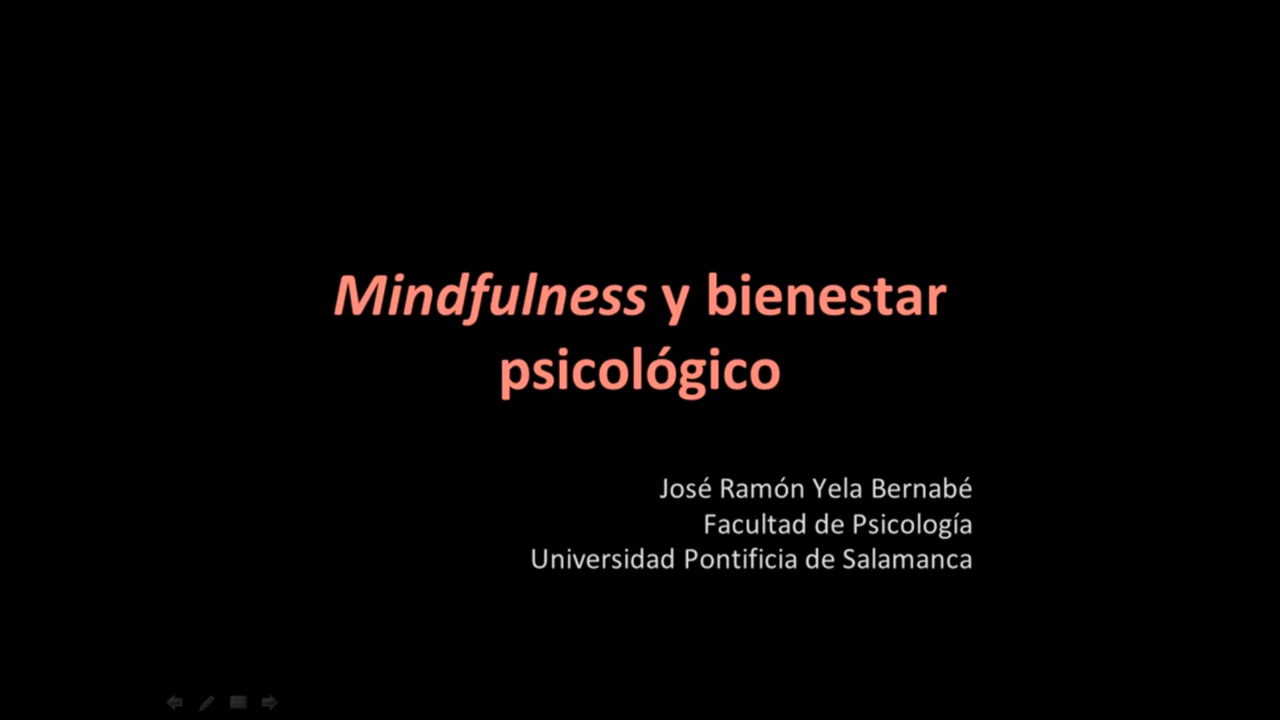 Mindfulness y bienestar
psicológico
José Ramón Yela Bernabé
Facultad de Psicología
Universidad Pontificia de Salamanca